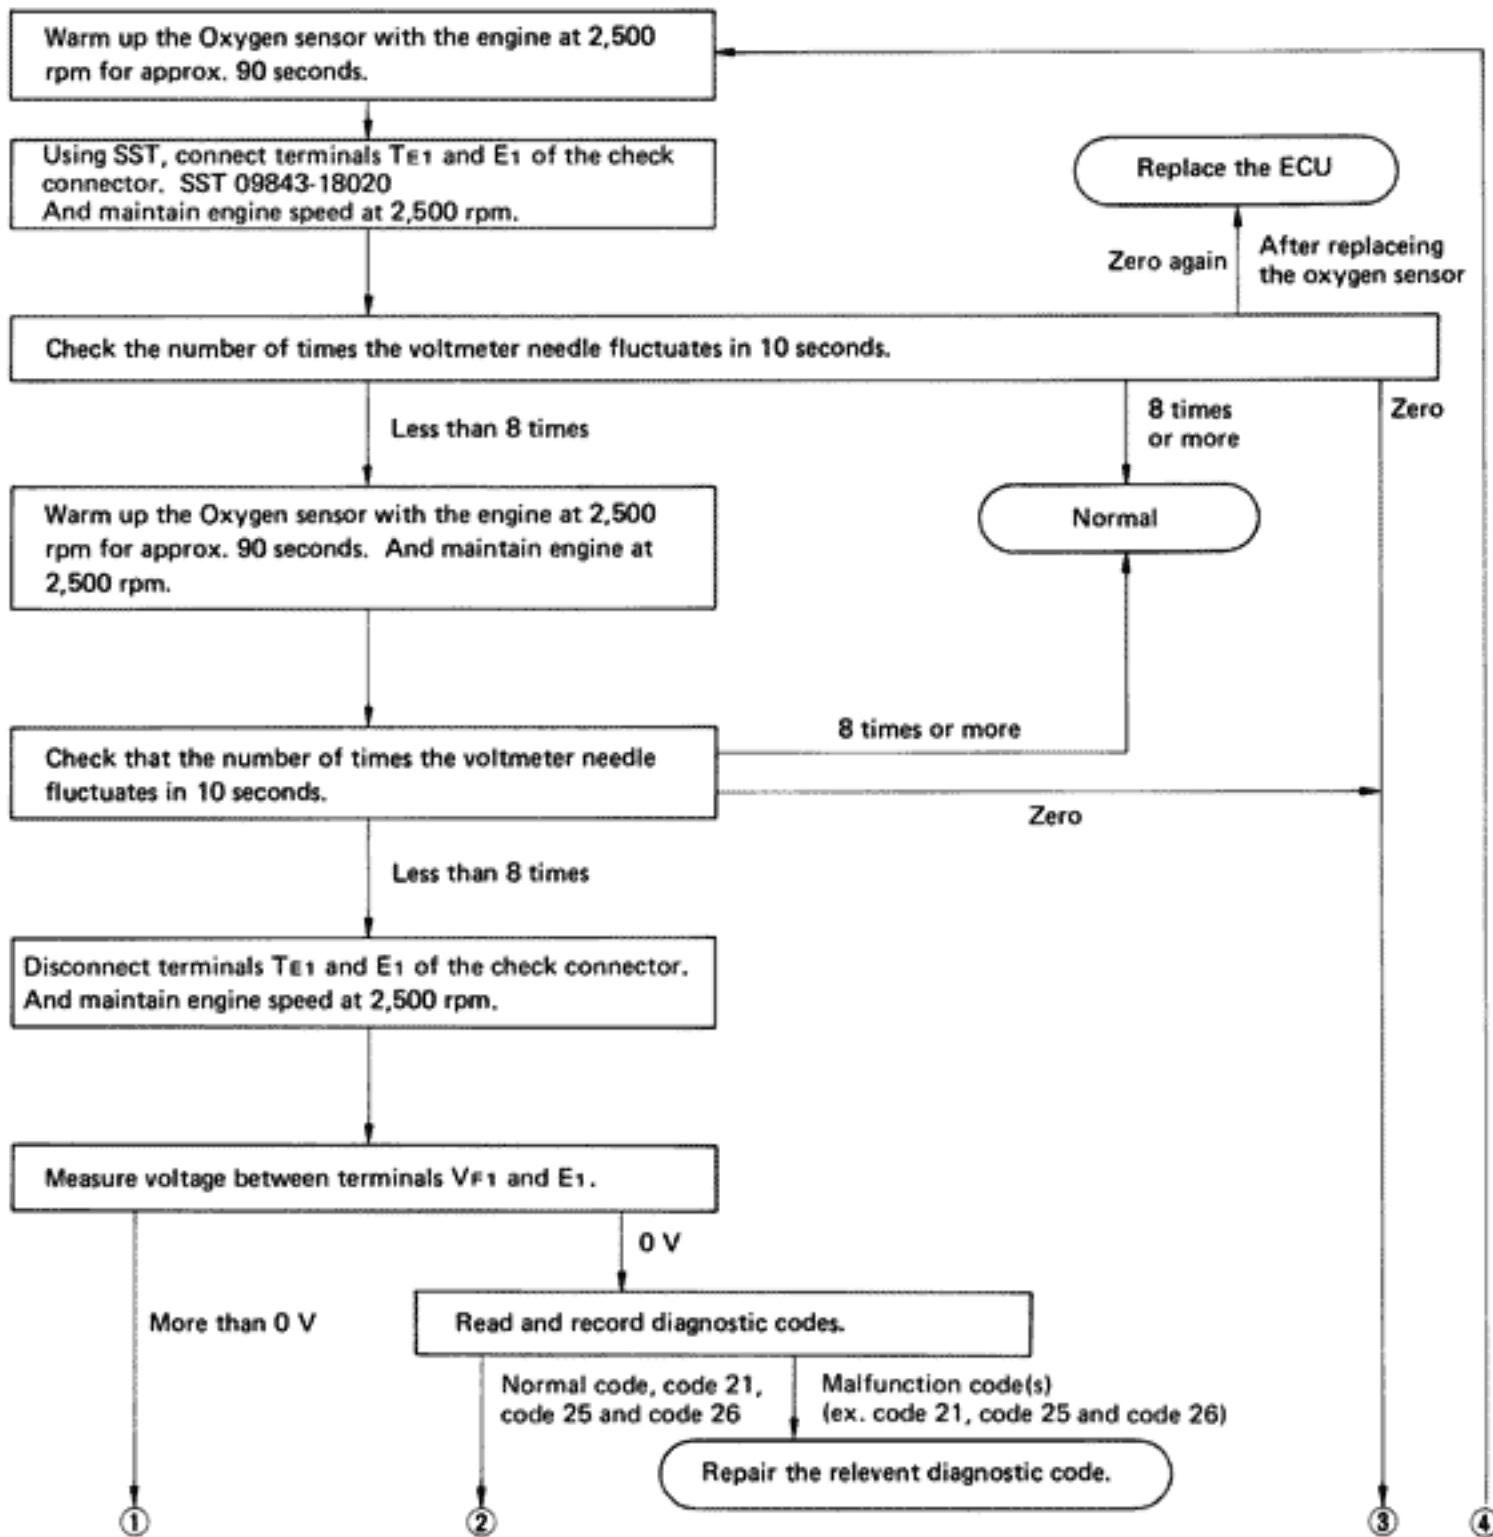 Warm up the Oxygen sensor with the engine at 2,500
rpm for approx. 90 seconds.
Using SST, connect terminals TE1 and E1 of the check
connector. SST 09843-18020
And maintain engine speed at 2,500 rpm.
Replace the ECU
Zero again
After replaceing
the oxygen sensor
Check the number of times the voltmeter needle fluctuates in 10 seconds.
Less than 8 times
8 times
or more
Zero
Warm up the Oxygen sensor with the engine at 2,500
rpm for approx. 90 seconds. And maintain engine at
2,500 rpm.
Normal
8 times or more
Check that the number of times the voltmeter needle
fluctuates in 10 seconds.
Zero
Less than 8 times
Disconnect terminals TE1 and E1 of the check connector.
And maintain engine speed at 2,500 rpm.
Measure voltage between terminals VF1 and E1.
0 V
More than 0 V
Read and record diagnostic codes.
Normal code, code 21,
code 25 and code 26
Malfunction code(s)
(ex. code 21, code 25 and code 26)
Repair the relevent diagnostic code.
① ② ③ ④